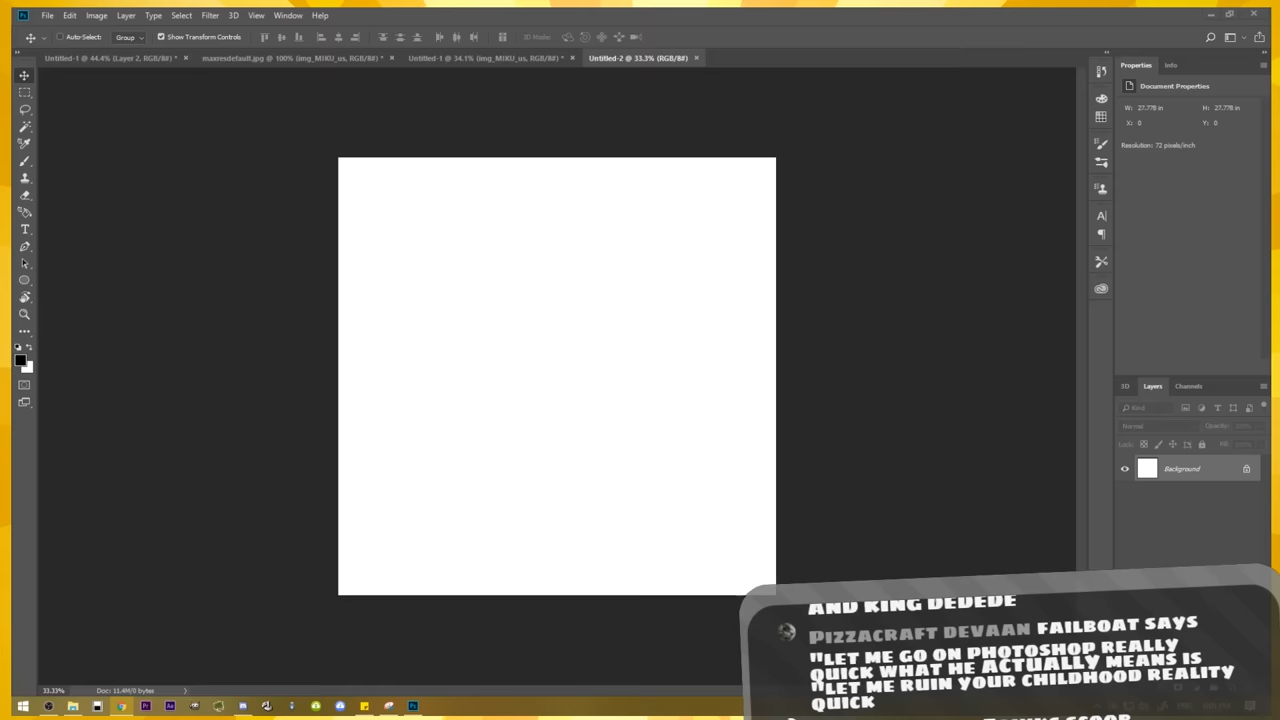 File Edit Image Layer Type Select Filter 3D View Window Help
Auto-Select: Group Show Transform Controls 3D Mode:
Untitled-1 @ 44.4% (Layer 2, RGB/8#) * × maxresdefault.jpg @ 100% (img_MIKU_us, RGB/8#) * × Untitled-1 @ 34.1% (img_MIKU_us, RGB/8#) * × Untitled-2 @ 33.3% (RGB/8#) ×
Properties Info
Document Properties
W: 27.778 in H: 27.778 in
X: 0 Y: 0
Resolution: 72 pixels/inch
3D Layers Channels
Kind
Normal Opacity:
Lock: Fill:
Background
33.33% Doc: 11.4M/0 bytes
AND KING DEDEDE
PIZZACRAFT DEVAAN FAILBOAT SAYS
"LET ME GO ON PHOTOSHOP REALLY
QUICK WHAT HE ACTUALLY MEANS IS
"LET ME RUIN YOUR CHILDHOOD REALITY
QUICK